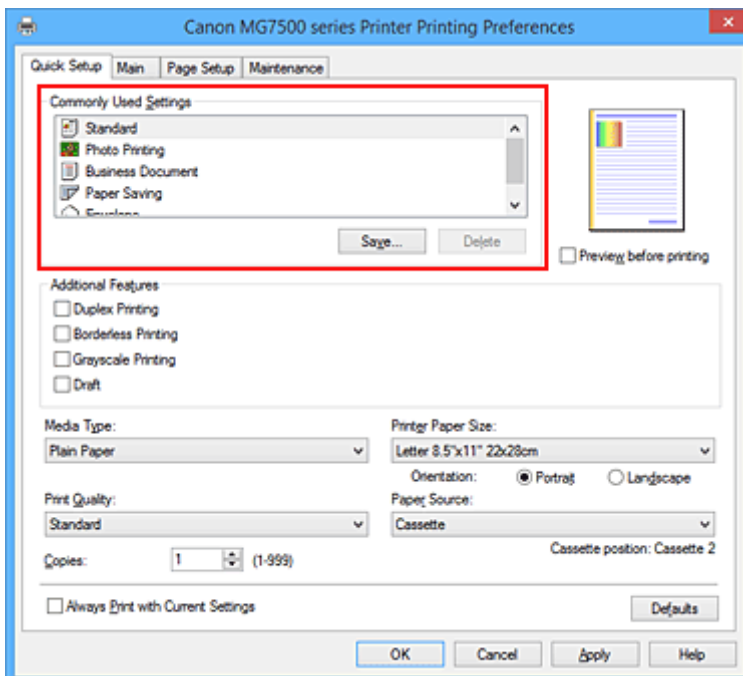 Canon MG7500 series Printer Printing Preferences
Quick Setup Main Page Setup Maintenance
Commonly Used Settings
Standard
Photo Printing
Business Document
Paper Saving
Envelope
Save... Delete
Preview before printing
Addtional Features
Duplex Printing
Borderless Printing
Grayscale Printing
Draft
Media Type:
Plain Paper
Printer Paper Size:
Letter 8.5"x11" 22x28cm
Orientation: Portrait Landscape
Print Quality:
Standard
Paper Source:
Cassette
Cassette position: Cassette 2
Copies: 1 (1-999)
Always Print with Current Settings
Defaults
OK Cancel Apply Help